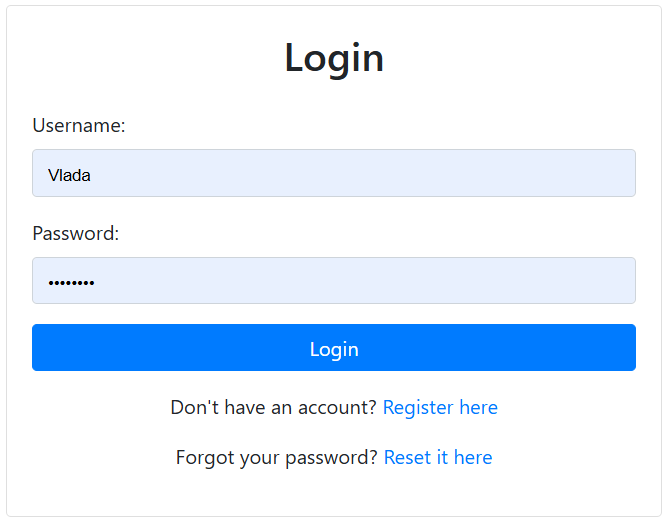 Login
Username:
Vlada
Password:
••••••••
Login
Don't have an account? Register here
Forgot your password? Reset it here